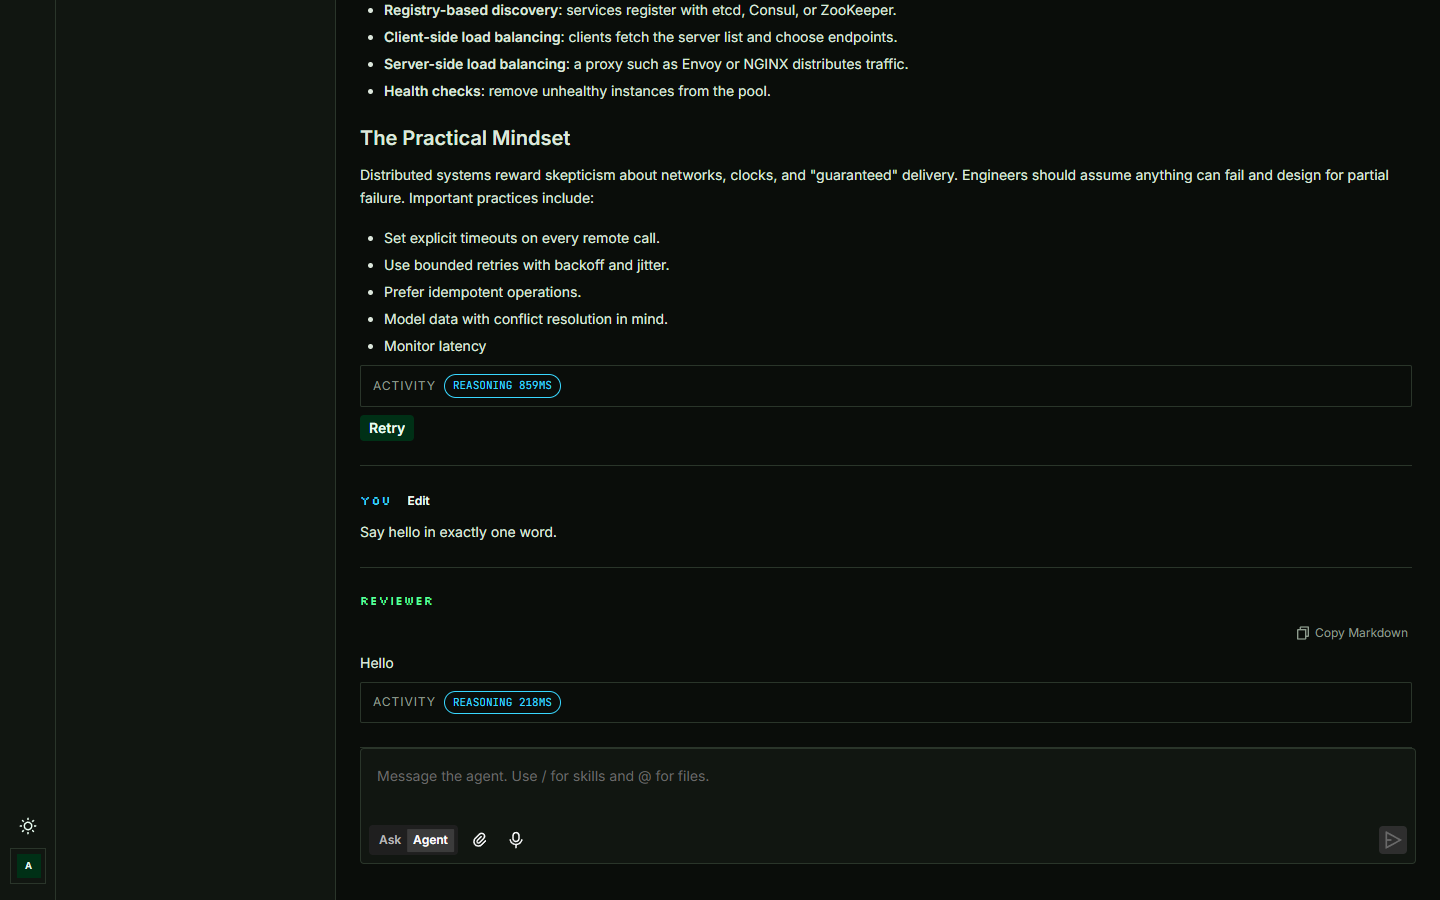 Registry-based discovery: services register with etcd, Consul, or ZooKeeper.
Client-side load balancing: clients fetch the server list and choose endpoints.
Server-side load balancing: a proxy such as Envoy or NGINX distributes traffic.
Health checks: remove unhealthy instances from the pool.
The Practical Mindset
Distributed systems reward skepticism about networks, clocks, and "guaranteed" delivery. Engineers should assume anything can fail and design for partial
failure. Important practices include:
Set explicit timeouts on every remote call.
Use bounded retries with backoff and jitter.
Prefer idempotent operations.
Model data with conflict resolution in mind.
Monitor latency
ACTIVITY REASONING 859MS
Retry
YOU Edit
Say hello in exactly one word.
REVIEWER
Copy Markdown
Hello
ACTIVITY REASONING 218MS
Message the agent. Use / for skills and @ for files.
Ask Agent
A